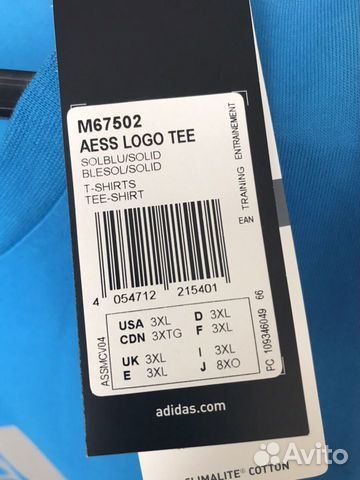 M67502
AESS LOGO TEE
SOLBLU/SOLID
BLESOL/SOLID
T-SHIRTS
TEE-SHIRT
TRAINING ENTRAINEMENT
EAN
4 054712 215401
USA 3XL D 3XL
CDN 3XTG F 3XL
UK 3XL I 3XL
E 3XL J 8XO
ASSMCV04
PC 109346049 66
adidas.com
CLIMALITE® COTTON
Avito